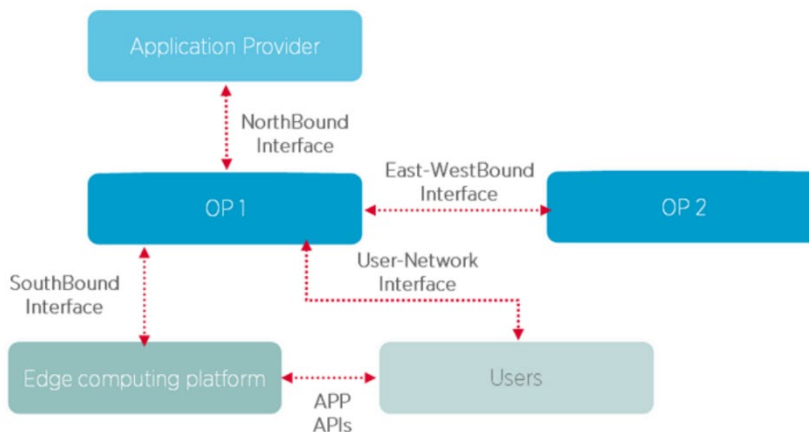 Application Provider
NorthBound
Interface
East-WestBound
Interface
OP 1
OP 2
User-Network
Interface
SouthBound
Interface
Edge computing platform
Users
APP
APIs